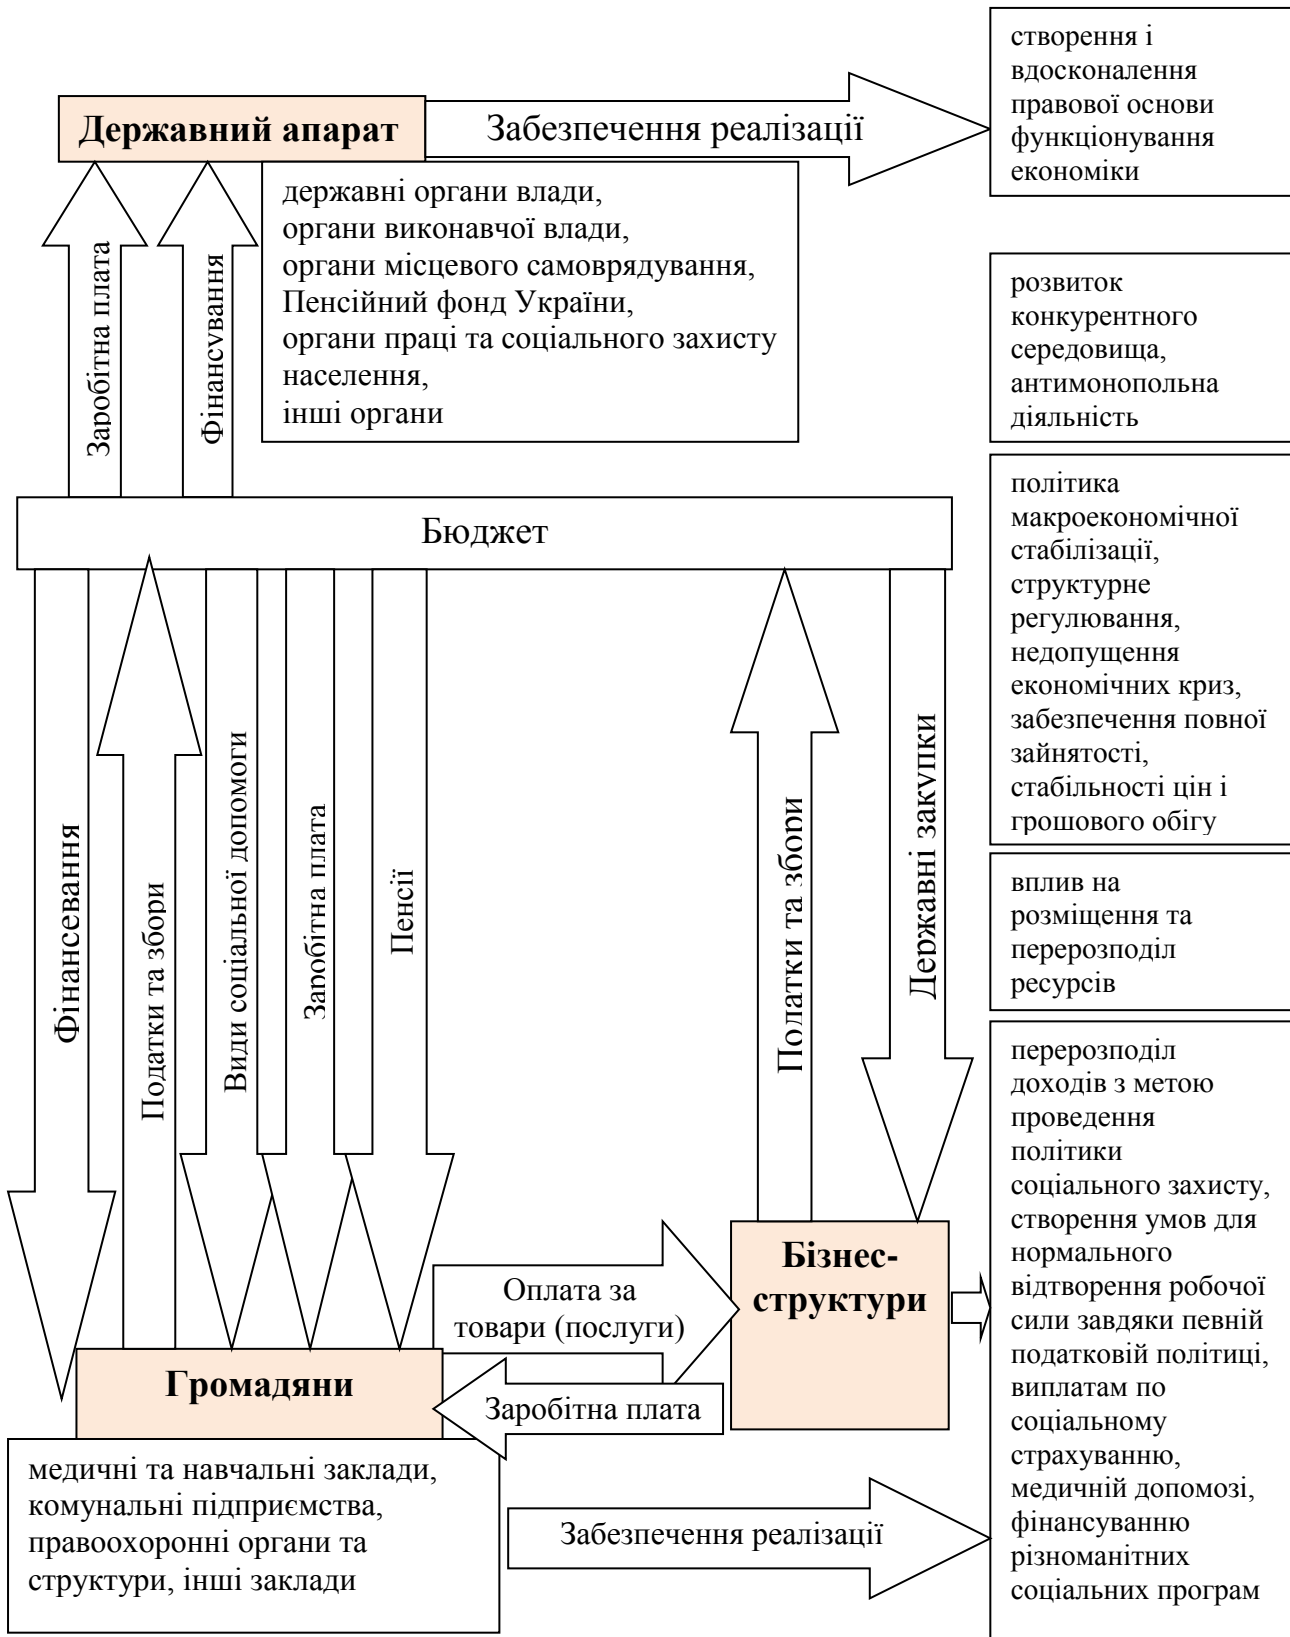 Державний апарат
Забезпечення реалізації
державні органи влади,
органи виконавчої влади,
органи місцевого самоврядування,
Пенсійний фонд України,
органи праці та соціального захисту
населення,
інші органи
Заробітна плата
Фінансування
Бюджет
Фінансевання
Податки та збори
Види соціальної допомоги
Заробітна плата
Пенсії
Податки та збори
Державні закупки
Громадяни
Оплата за
товари (послуги)
Заробітна плата
Бізнес-
структури
медичні та навчальні заклади,
комунальні підприємства,
правоохоронні органи та
структури, інші заклади
Забезпечення реалізації
створення і
вдосконалення
правової основи
функціонування
економіки
розвиток
конкурентного
середовища,
антимонопольна
діяльність
політика
макроекономічної
стабілізації,
структурне
регулювання,
недопущення
економічних криз,
забезпечення повної
зайнятості,
стабільності цін і
грошового обігу
вплив на
розміщення та
перерозподіл
ресурсів
перерозподіл
доходів з метою
проведення
політики
соціального захисту,
створення умов для
нормального
відтворення робочої
сили завдяки певній
податковій політиці,
виплатам по
соціальному
страхуванню,
медичній допомозі,
фінансуванню
різноманітних
соціальних програм